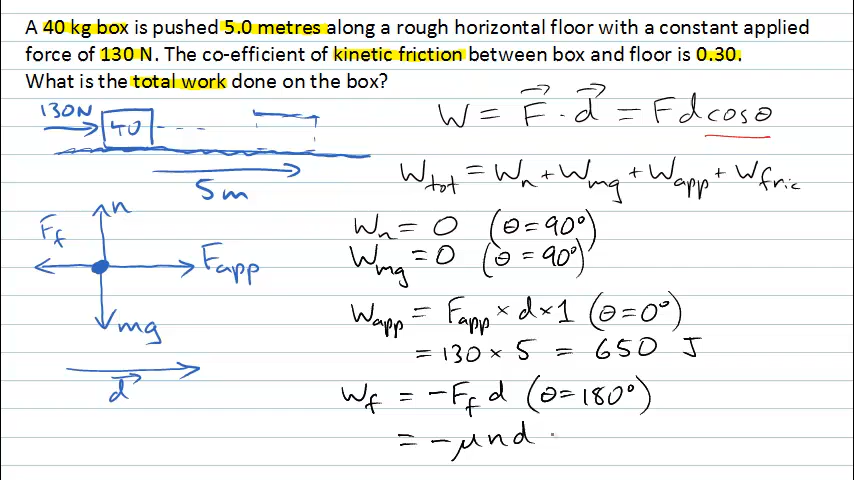 A 40 kg box is pushed 5.0 metres along a rough horizontal floor with a constant applied
force of 130 N. The co-efficient of kinetic friction between box and floor is 0.30.
What is the total work done on the box?
130N
40
5m
n
Ff
Fapp
mg
d
W = F · d = Fd cosθ
Wtot = Wn + Wmg + Wapp + Wfric
Wn = 0 (θ = 90°)
Wmg = 0 (θ = 90°)
Wapp = Fapp × d × 1 (θ = 0°)
= 130 × 5 = 650 J
Wf = -Ff d (θ = 180°)
= -μnd